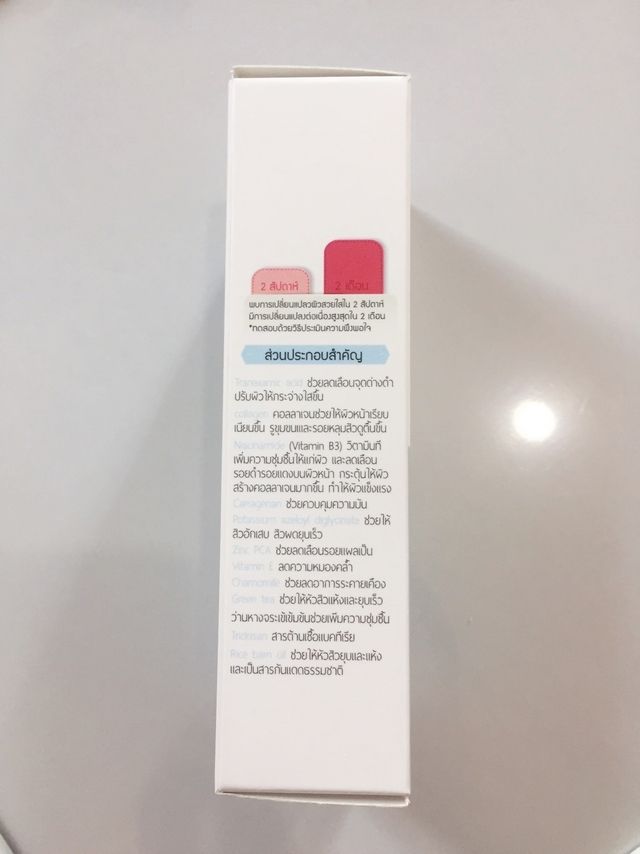 2 สัปดาห์
2 เดือน
พบการเปลี่ยนแปลวผิวสวยใสใน 2 สัปดาห์
มีการเปลี่ยนแปลงต่อเนื่องสูงสุดใน 2 เดือน
*ทดสอบด้วยวิธีประเมินความพึงพอใจ
ส่วนประกอบสำคัญ
Tranexamic acid ช่วยลดเลือนจุดด่างดำ
ปรับผิวให้กระจ่างใสขึ้น
collagen คอลลาเจนช่วยให้ผิวหน้าเรียบ
เนียนขึ้น รูขุมขนและรอยหลุมสิวดูตื้นขึ้น
Niacinamide (Vitamin B3) วิตามินที่
เพิ่มความชุ่มชื้นให้แก่ผิว และลดเลือน
รอยดำรอยแดงบนผิวหน้า กระตุ้นให้ผิว
สร้างคอลลาเจนมากขึ้น ทำให้ผิวแข็งแรง
Carragenan ช่วยควบคุมความมัน
Potassium azeloyl diglycinate ช่วยให้
สิวอักเสบ สิวผดยุบเร็ว
Zinc PCA ช่วยลดเลือนรอยแผลเป็น
Vitamin E ลดความหมองคล้ำ
Chamomile ช่วยลดอาการระคายเคือง
Green tea ช่วยให้หัวสิวแห้งและยุบเร็ว
ว่านหางจระเข้เข้มข้นช่วยเพิ่มความชุ่มชื้น
Triclosan สารต้านเชื้อแบคทีเรีย
Rice barn oil ช่วยให้หัวสิวยุบและแห้ง
และเป็นสารกันแดดธรรมชาติ